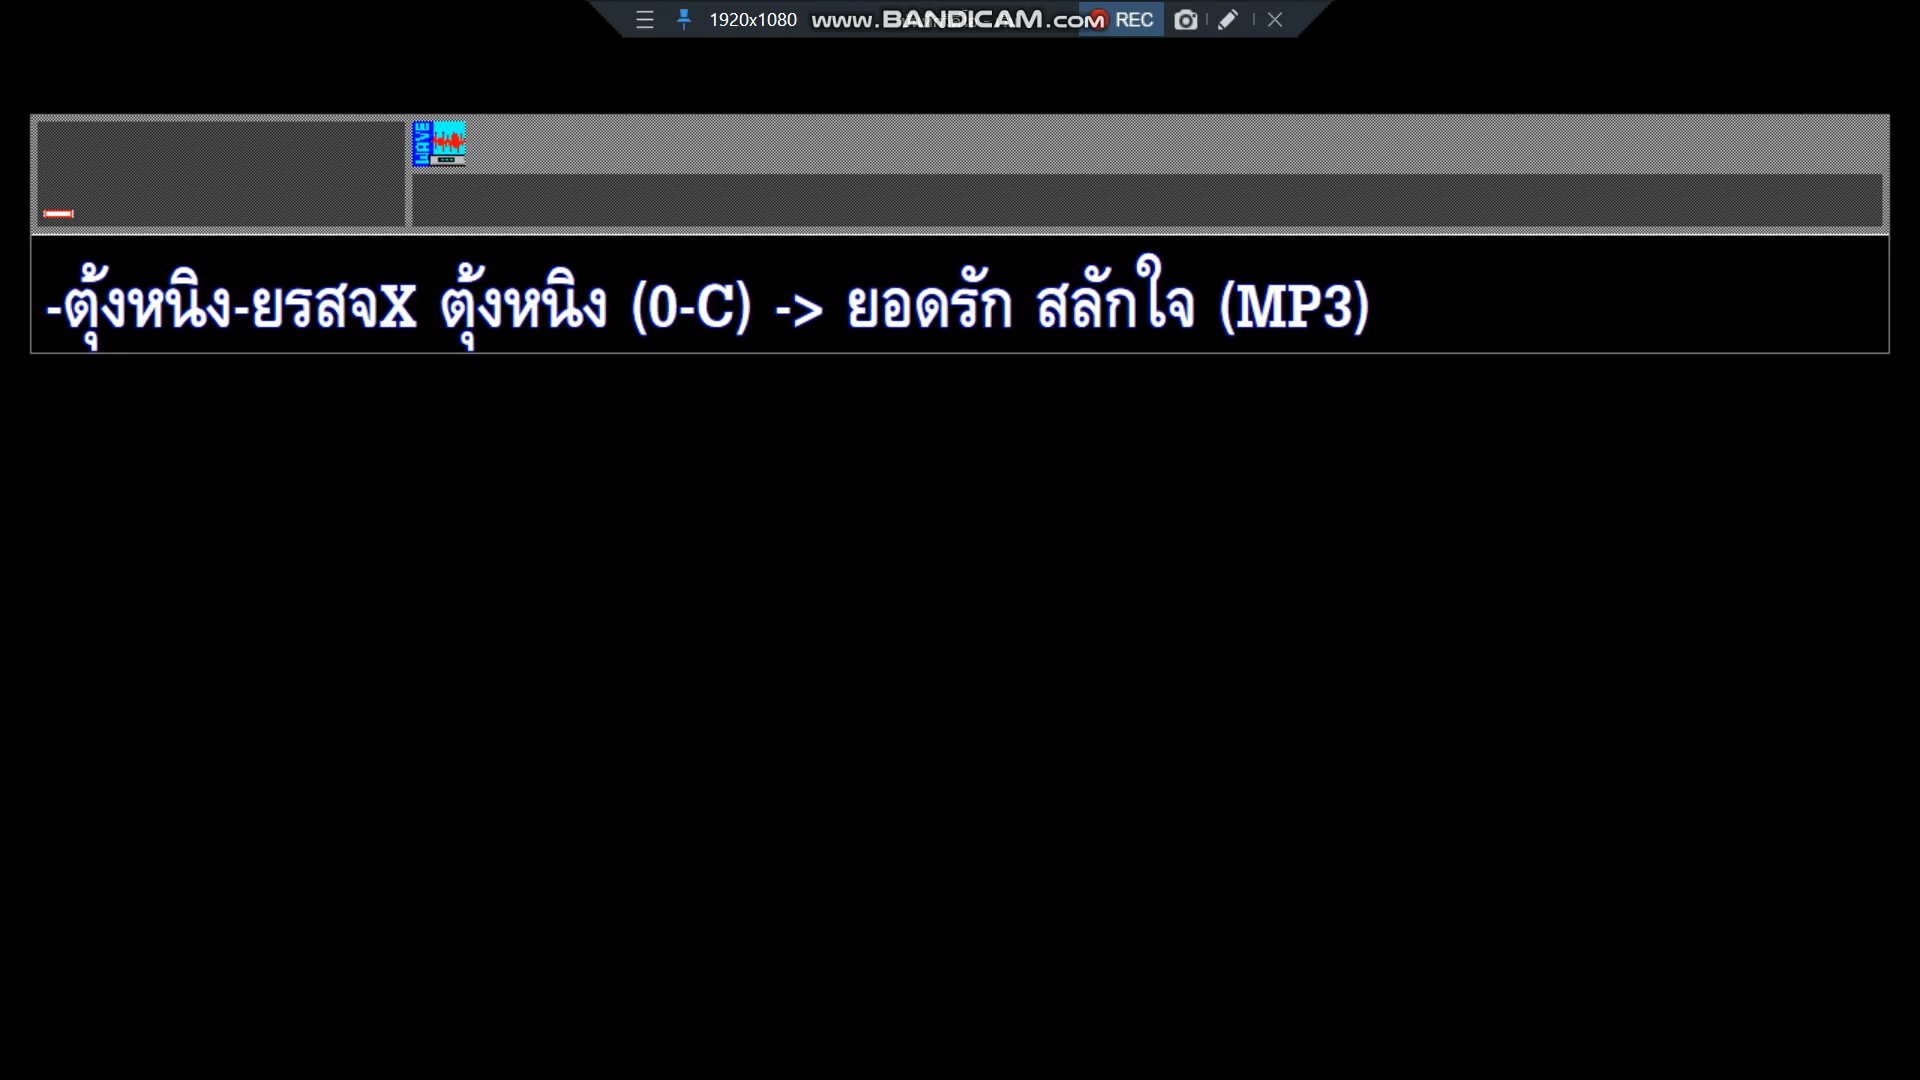 1920x1080 www.BANDICAM.com REC
WAVE
-ตุ้งหนิง-ยรสจX ตุ้งหนิง (0-C) -> ยอดรัก สลักใจ (MP3)